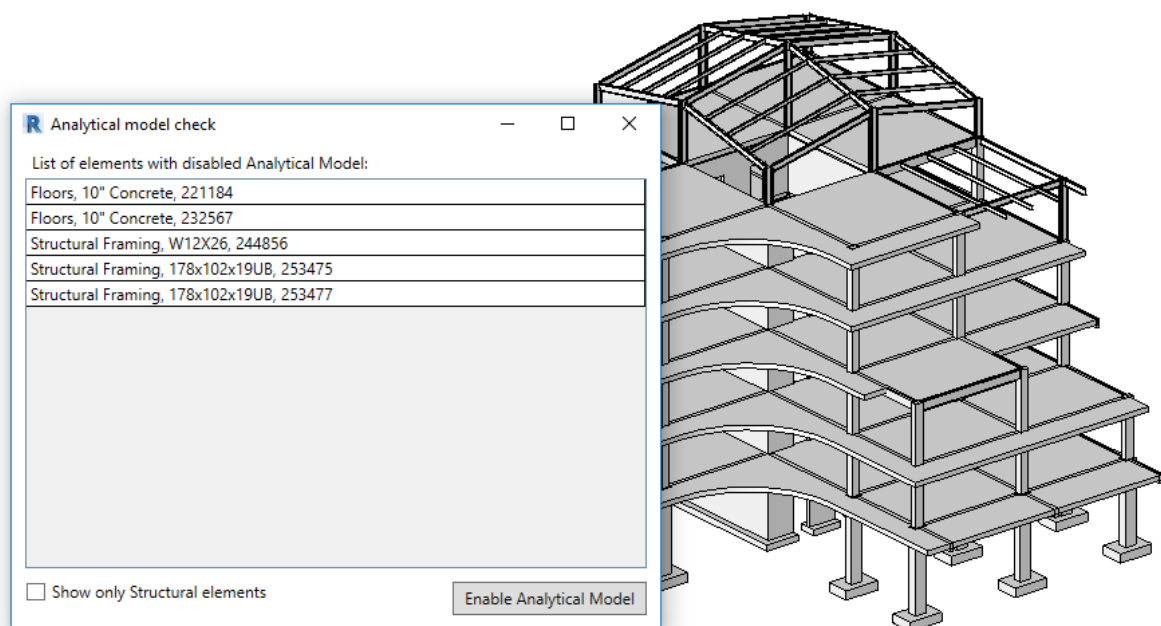 R Analytical model check
List of elements with disabled Analytical Model:
Floors, 10" Concrete, 221184
Floors, 10" Concrete, 232567
Structural Framing, W12X26, 244856
Structural Framing, 178x102x19UB, 253475
Structural Framing, 178x102x19UB, 253477
Show only Structural elements
Enable Analytical Model